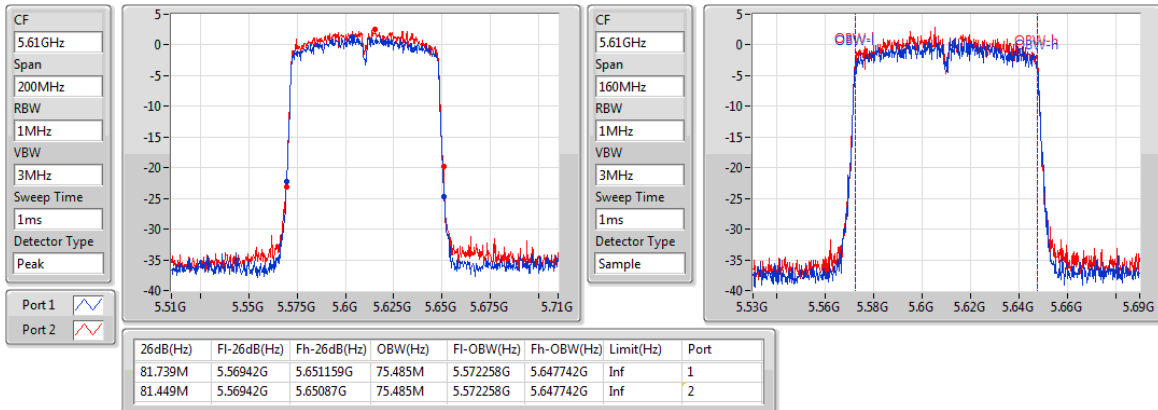 CF
5.61GHz
Span
200MHz
RBW
1MHz
VBW
3MHz
Sweep Time
1ms
Detector Type
Peak
Port 1
Port 2
5-
0-
-5-
-10-
-15-
-20-
-25-
-30-
-35-
-40-
5.51G 5.55G 5.575G 5.6G 5.625G 5.65G 5.675G 5.71G
CF
5.61GHz
Span
160MHz
RBW
1MHz
VBW
3MHz
Sweep Time
1ms
Detector Type
Sample
5-
0-
-5-
-10-
-15-
-20-
-25-
-30-
-35-
-40-
OBW-l OBW-h
5.53G 5.56G 5.58G 5.6G 5.62G 5.64G 5.66G 5.69G
26dB(Hz) Fl-26dB(Hz) Fh-26dB(Hz) OBW(Hz) Fl-OBW(Hz) Fh-OBW(Hz) Limit(Hz) Port
81.739M 5.56942G 5.651159G 75.485M 5.572258G 5.647742G Inf 1
81.449M 5.56942G 5.65087G 75.485M 5.572258G 5.647742G Inf 2